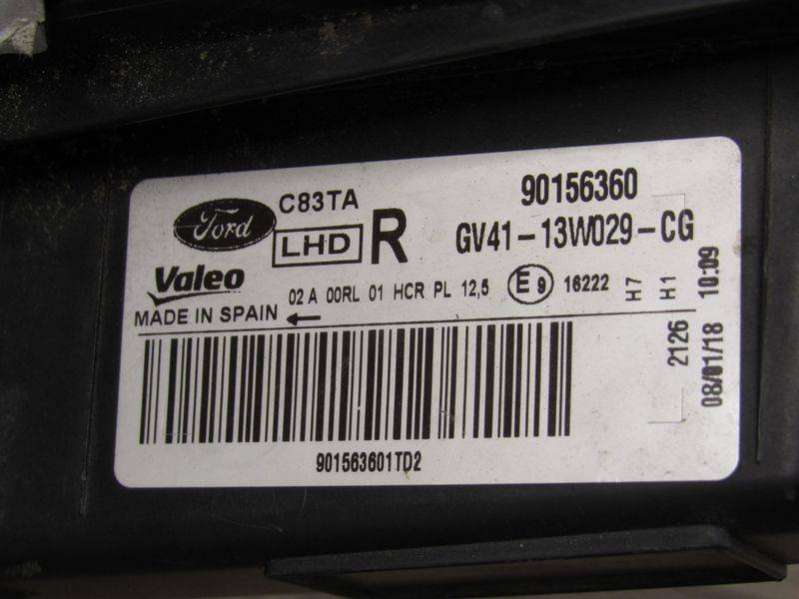 Ford C83TA 90156360
LHD R GV41-13W029-CG
Valeo 02 A 00RL 01 HCR PL 12,5 E9 16222 H7 H1
MADE IN SPAIN ←
2126
08/01/18 10:09
901563601TD2